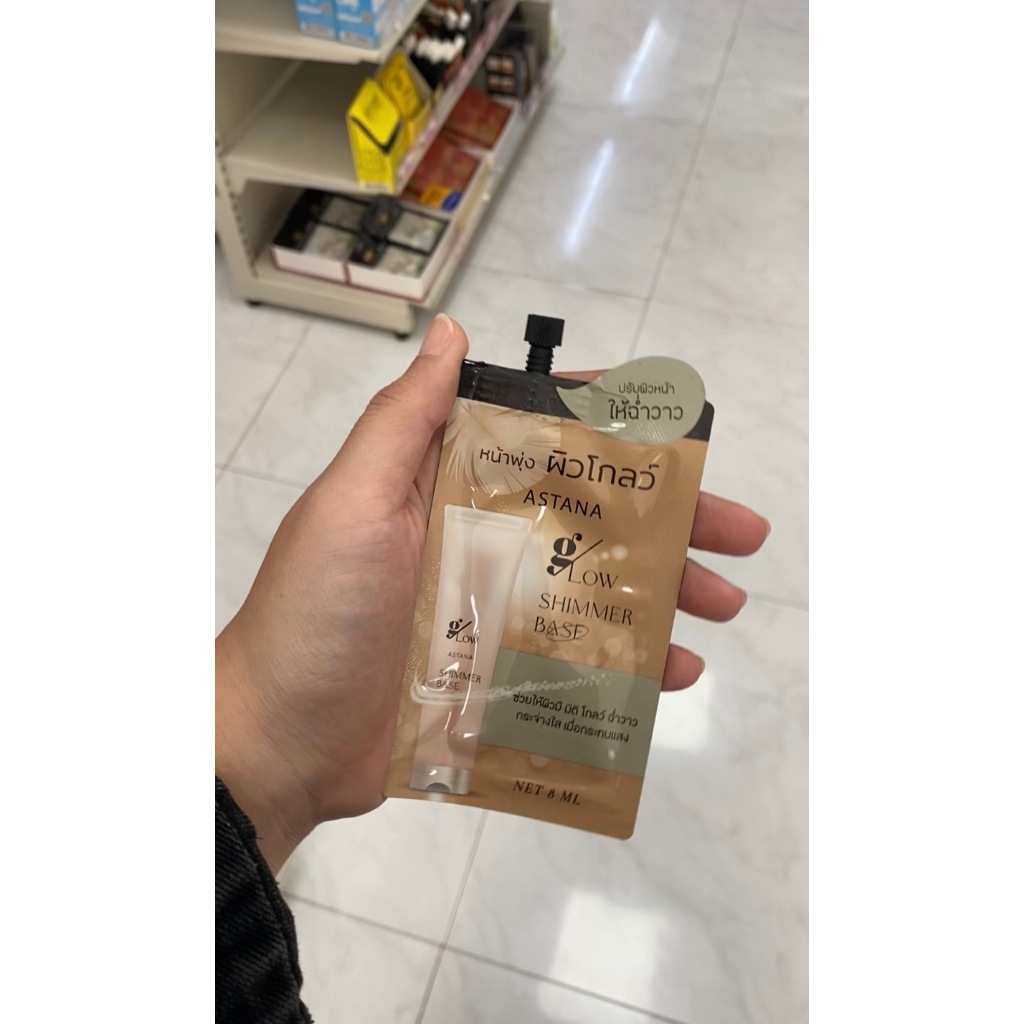 ปรับผิวหน้า
ให้ฉ่ำวาว
หน้าพุ่ง ผิวโกลว์
ASTANA
g/LOW
SHIMMER
BASE
g/LOW
ASTANA
SHIMMER
BASE
ช่วยให้ผิวมี มิติ โกลว์ ฉ่ำวาว
กระจ่างใส เมื่อกระทบแสง
NET 8 ML